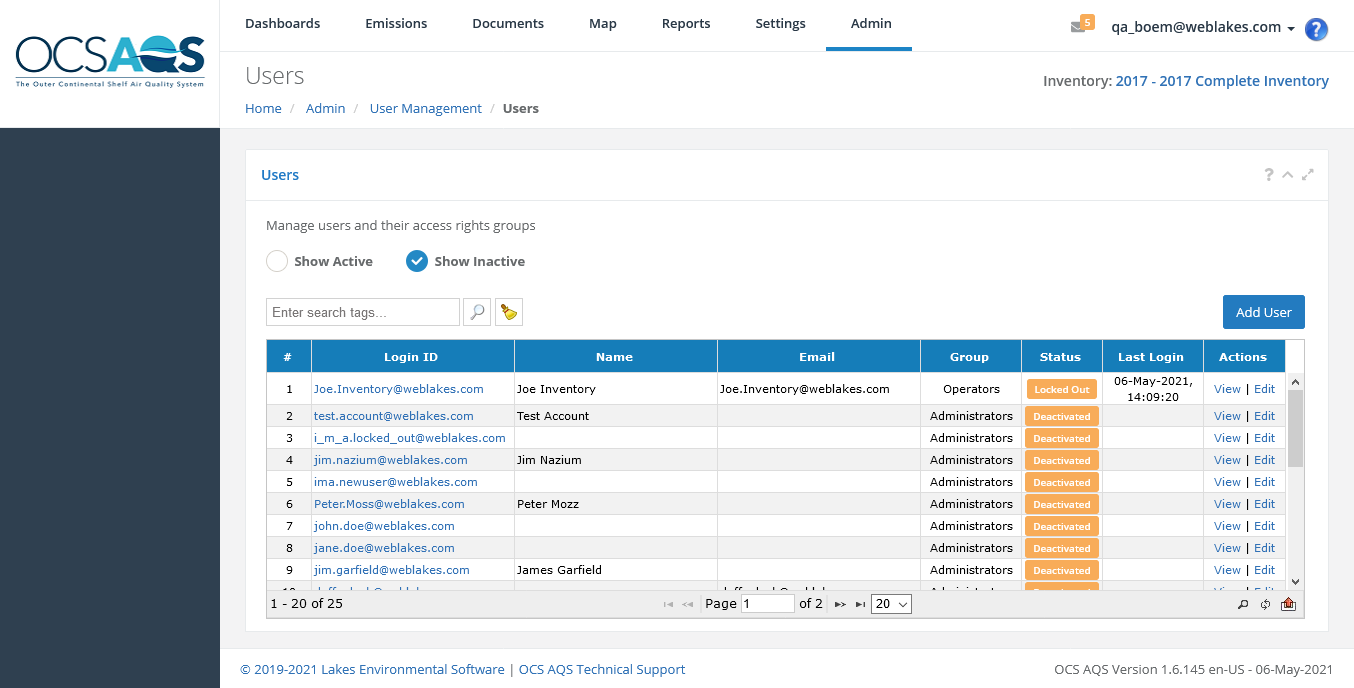 OCSAQS
The Outer Continental Shelf Air Quality System
Dashboards Emissions Documents Map Reports Settings Admin
5 qa_boem@weblakes.com ?
Users
Inventory: 2017 - 2017 Complete Inventory
Home / Admin / User Management / Users
Users ?
Manage users and their access rights groups
Show Active Show Inactive
Enter search tags... Add User
# Login ID Name Email Group Status Last Login Actions
1 Joe.Inventory@weblakes.com Joe Inventory Joe.Inventory@weblakes.com Operators Locked Out 06-May-2021, 14:09:20 View | Edit
2 test.account@weblakes.com Test Account Administrators Deactivated View | Edit
3 i_m_a.locked_out@weblakes.com Administrators Deactivated View | Edit
4 jim.nazium@weblakes.com Jim Nazium Administrators Deactivated View | Edit
5 ima.newuser@weblakes.com Administrators Deactivated View | Edit
6 Peter.Moss@weblakes.com Peter Mozz Administrators Deactivated View | Edit
7 john.doe@weblakes.com Administrators Deactivated View | Edit
8 jane.doe@weblakes.com Administrators Deactivated View | Edit
9 jim.garfield@weblakes.com James Garfield Administrators Deactivated View | Edit
1 - 20 of 25 Page 1 of 2 20
© 2019-2021 Lakes Environmental Software | OCS AQS Technical Support OCS AQS Version 1.6.145 en-US - 06-May-2021